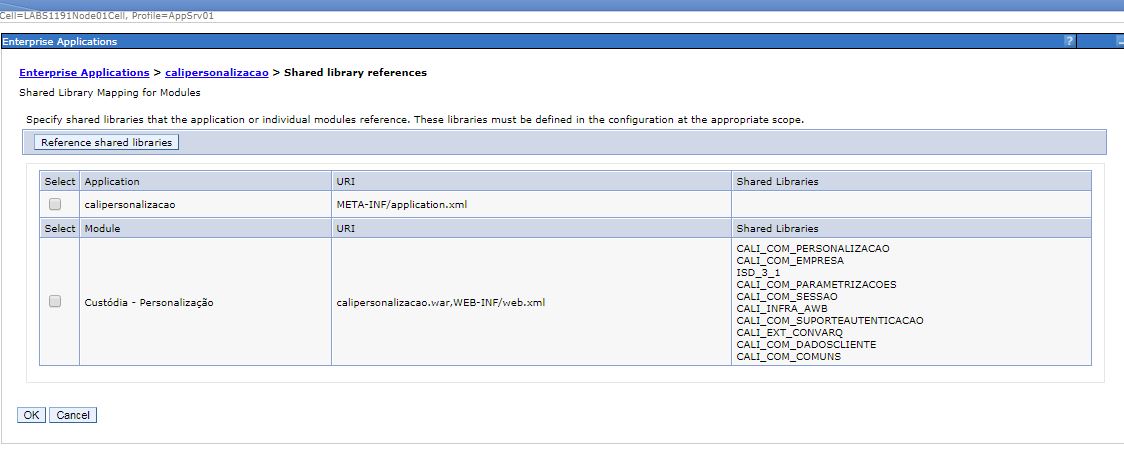 Cell=LABS1191Node01Cell, Profile=AppSrv01
Enterprise Applications ?
Enterprise Applications > calipersonalizacao > Shared library references
Shared Library Mapping for Modules
Specify shared libraries that the application or individual modules reference. These libraries must be defined in the configuration at the appropriate scope.
Reference shared libraries
Select Application URI Shared Libraries
calipersonalizacao META-INF/application.xml
Select Module URI Shared Libraries
Custódia - Personalização calipersonalizacao.war,WEB-INF/web.xml
CALI_COM_PERSONALIZACAO
CALI_COM_EMPRESA
ISD_3_1
CALI_COM_PARAMETRIZACOES
CALI_COM_SESSAO
CALI_INFRA_AWB
CALI_COM_SUPORTEAUTENTICACAO
CALI_EXT_CONVARQ
CALI_COM_DADOSCLIENTE
CALI_COM_COMUNS
OK Cancel